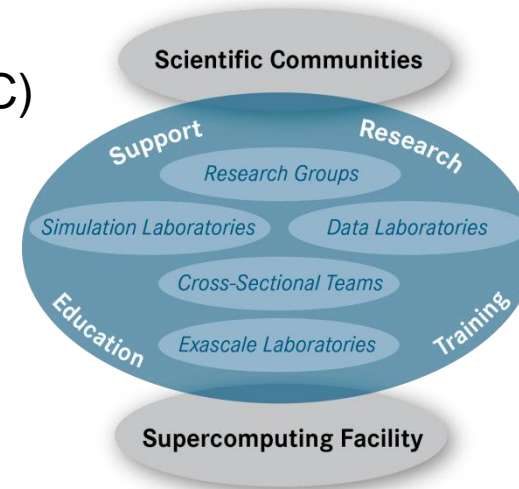 Scientific Communities
C)
Support
Research
Research Groups
Simulation Laboratories
Data Laboratories
Cross-Sectional Teams
Education
Training
Exascale Laboratories
Supercomputing Facility